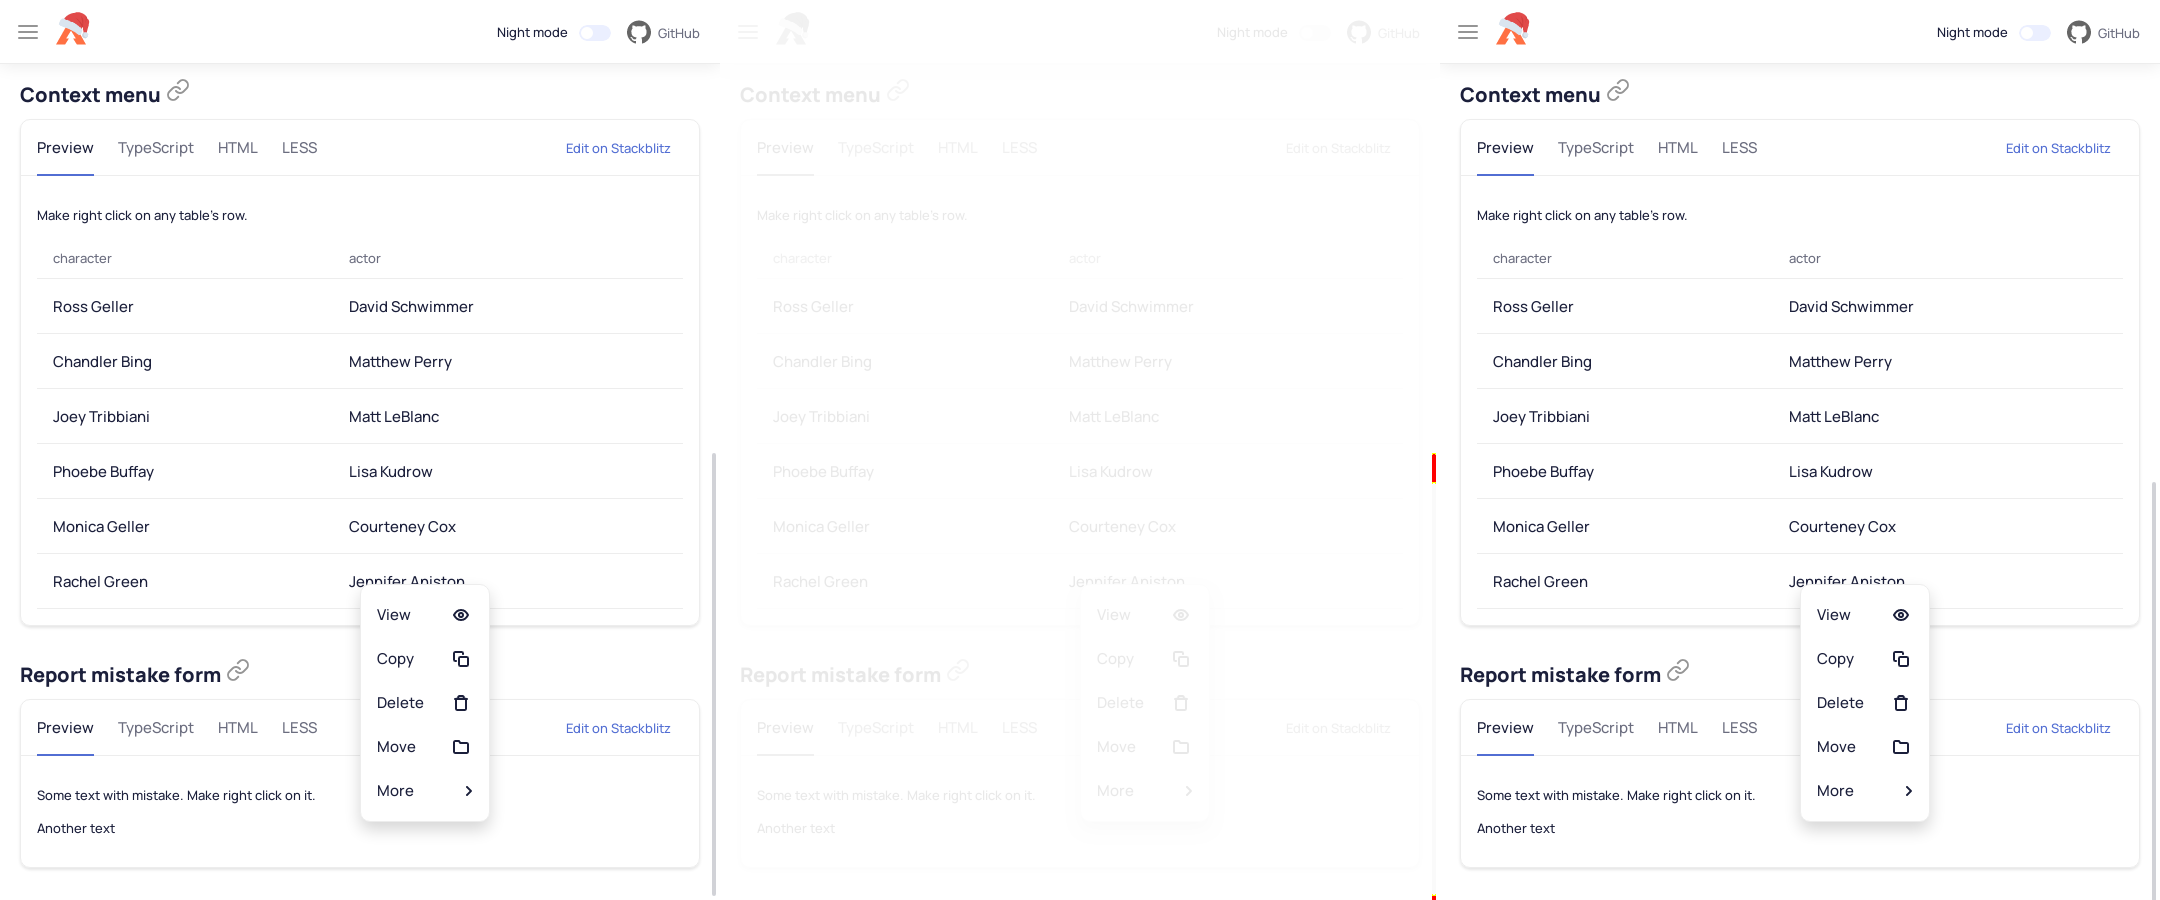 Night mode GitHub
Context menu
Preview TypeScript HTML LESS Edit on Stackblitz
Make right click on any table's row.
character actor
Ross Geller David Schwimmer
Chandler Bing Matthew Perry
Joey Tribbiani Matt LeBlanc
Phoebe Buffay Lisa Kudrow
Monica Geller Courteney Cox
Rachel Green Jennifer Aniston
View
Copy
Delete
Move
More
Report mistake form
Preview TypeScript HTML LESS Edit on Stackblitz
Some text with mistake. Make right click on it.
Another text
Night mode GitHub
Context menu
Preview TypeScript HTML LESS Edit on Stackblitz
Make right click on any table's row.
character actor
Ross Geller David Schwimmer
Chandler Bing Matthew Perry
Joey Tribbiani Matt LeBlanc
Phoebe Buffay Lisa Kudrow
Monica Geller Courteney Cox
Rachel Green Jennifer Aniston
View
Copy
Delete
Move
More
Report mistake form
Preview TypeScript HTML LESS Edit on Stackblitz
Some text with mistake. Make right click on it.
Another text
Night mode GitHub
Context menu
Preview TypeScript HTML LESS Edit on Stackblitz
Make right click on any table's row.
character actor
Ross Geller David Schwimmer
Chandler Bing Matthew Perry
Joey Tribbiani Matt LeBlanc
Phoebe Buffay Lisa Kudrow
Monica Geller Courteney Cox
Rachel Green Jennifer Aniston
View
Copy
Delete
Move
More
Report mistake form
Preview TypeScript HTML LESS Edit on Stackblitz
Some text with mistake. Make right click on it.
Another text